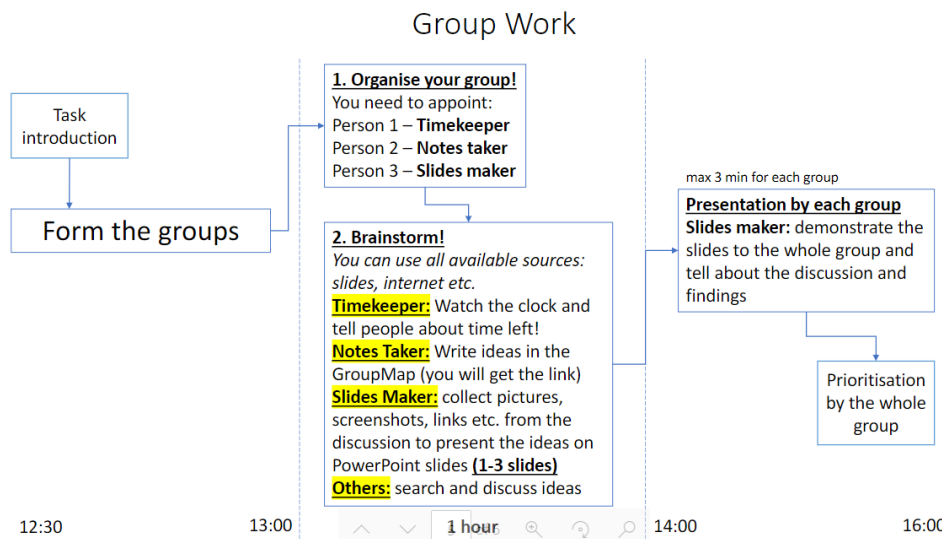 Group Work
Task
introduction
Form the groups
1. Organise your group!
You need to appoint:
Person 1 – Timekeeper
Person 2 – Notes taker
Person 3 – Slides maker
2. Brainstorm!
You can use all available sources:
slides, internet etc.
Timekeeper: Watch the clock and
tell people about time left!
Notes Taker: Write ideas in the
GroupMap (you will get the link)
Slides Maker: collect pictures,
screenshots, links etc. from the
discussion to present the ideas on
PowerPoint slides (1-3 slides)
Others: search and discuss ideas
max 3 min for each group
Presentation by each group
Slides maker: demonstrate the
slides to the whole group and
tell about the discussion and
findings
Prioritisation
by the whole
group
12:30
13:00
1 hour
14:00
16:00